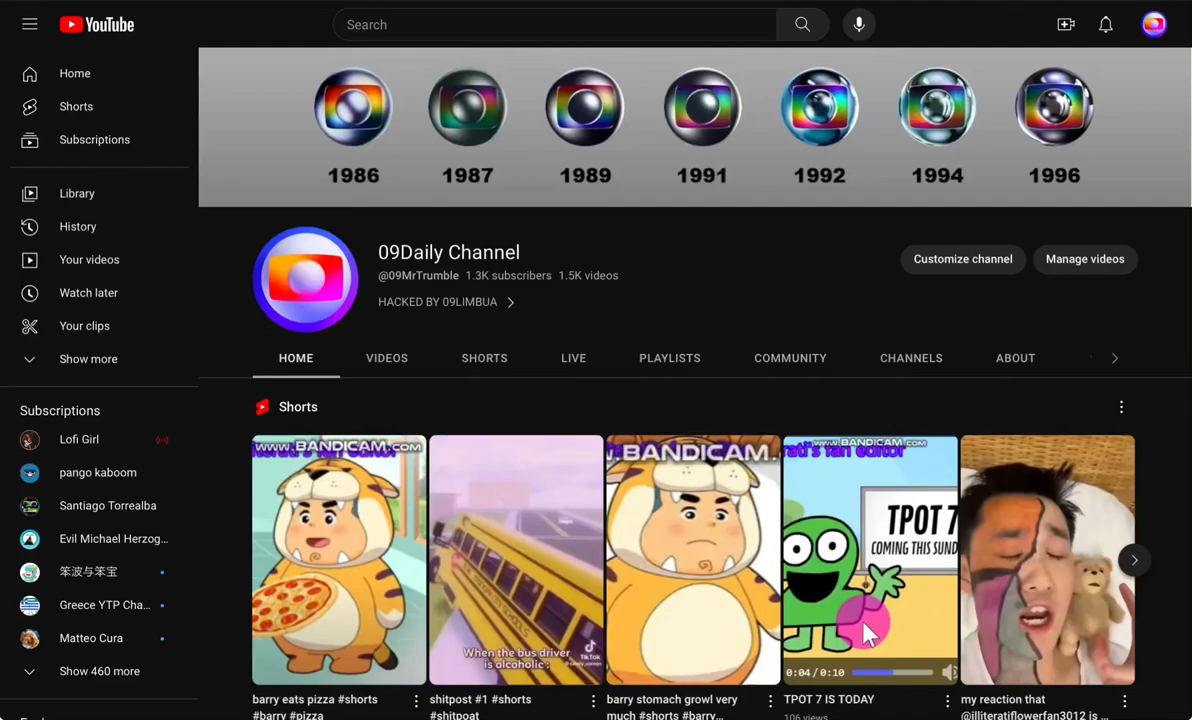 YouTube
Search
Home
Shorts
Subscriptions
Library
History
Your videos
Watch later
Your clips
Show more
Subscriptions
Lofi Girl
pango kaboom
Santiago Torrealba
Evil Michael Herzog...
笨波与笨宝
Greece YTP Cha...
Matteo Cura
Show 460 more
1986 1987 1989 1991 1992 1994 1996
09Daily Channel
@09MrTrumble 1.3K subscribers 1.5K videos
HACKED BY 09LIMBUA
Customize channel
Manage videos
HOME VIDEOS SHORTS LIVE PLAYLISTS COMMUNITY CHANNELS ABOUT
Shorts
www.BANDICAM.com
barry eats pizza #shorts
#barry #pizza
When the bus driver
is alcoholic :
TikTok
shitpost #1 #shorts
#shitpoat
.BANDICAM.
barry stomach growl very
much #shorts #barry...
www.BANDICAM.com
erati's fan editor
TPOT 7
COMING THIS SUND
0:04/0:10
TPOT 7 IS TODAY
106 views
my reaction that
@illiteratiflowerfan3012 is